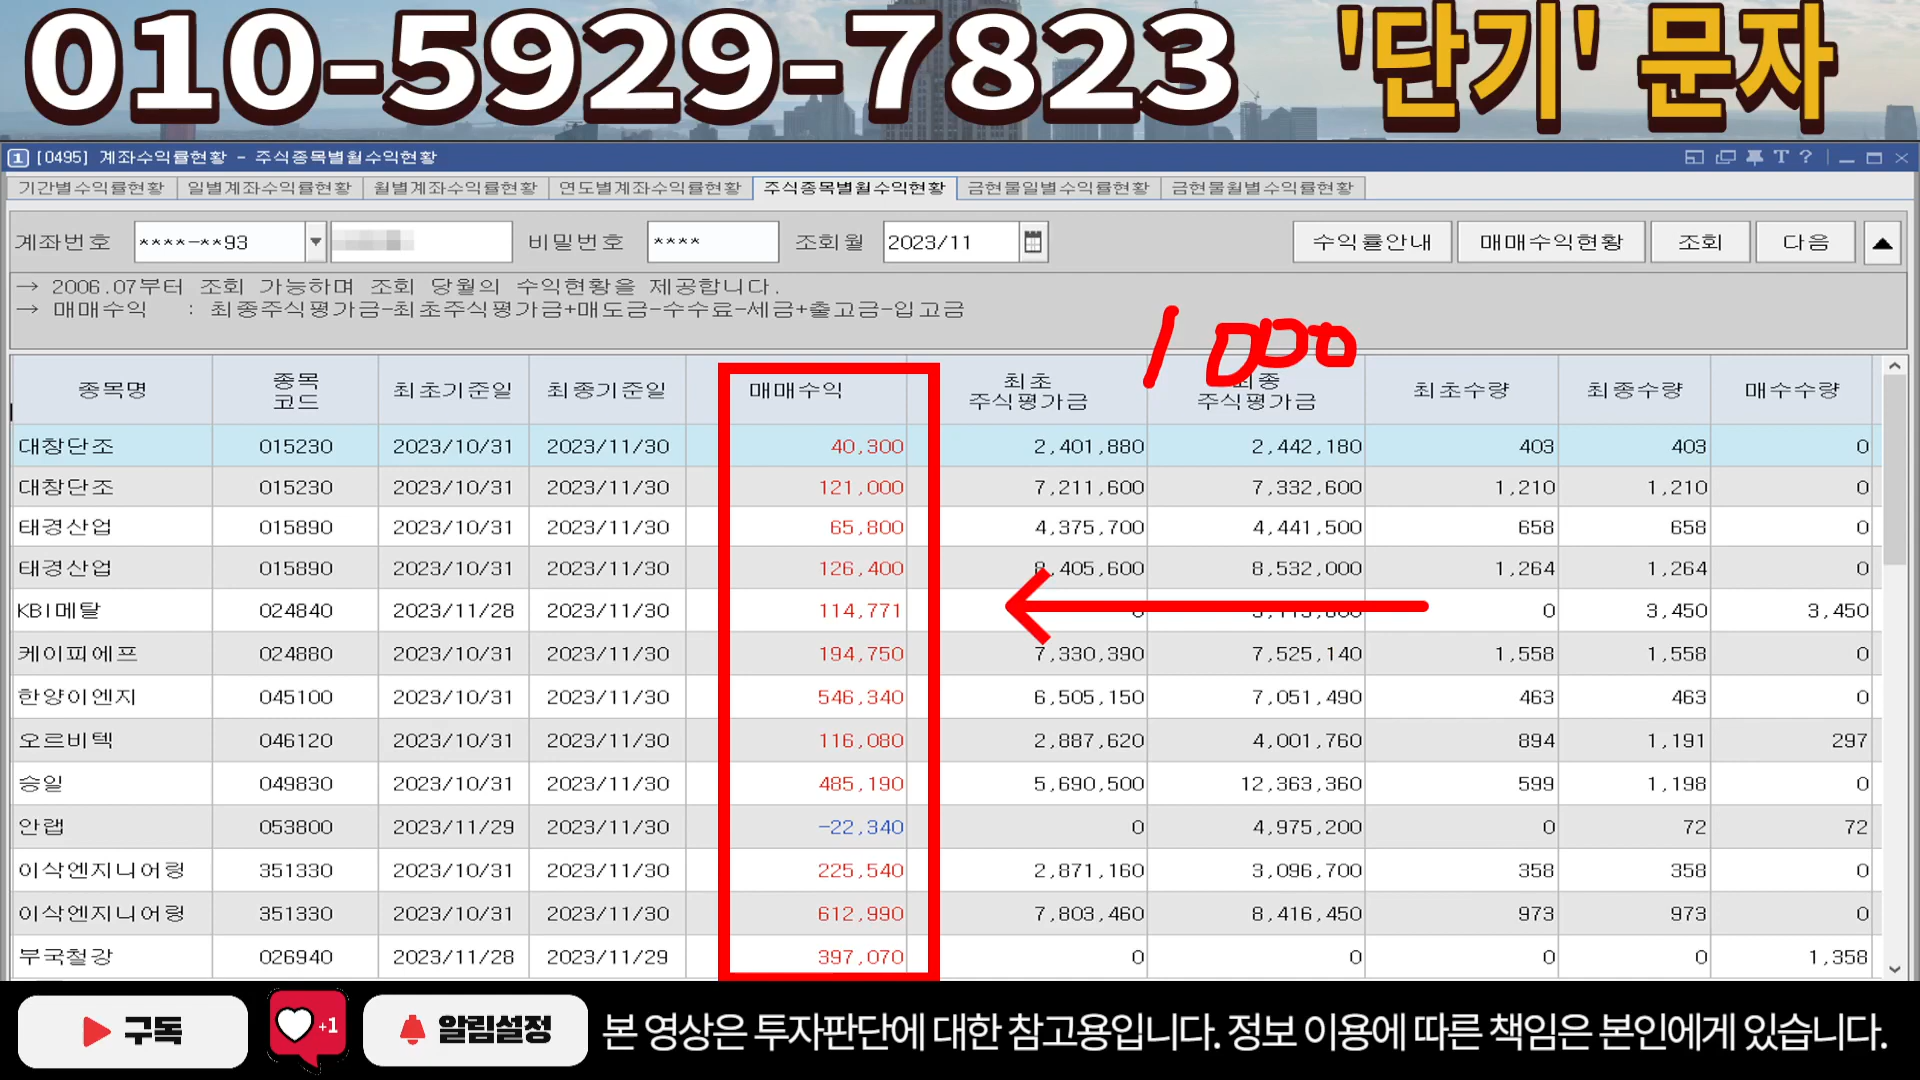 010-5929-7823 '단기' 문자
1 [0495] 계좌수익률현황 - 주식종목별월수익현황
기간별수익률현황 일별계좌수익률현황 월별계좌수익률현황 연도별계좌수익률현황 주식종목별월수익현황 금현물일별수익률현황 금현물월별수익률현황
계좌번호 ****-**93 비밀번호 **** 조회월 2023/11 수익률안내 매매수익현황 조회 다음
→ 2006.07부터 조회 가능하며 조회 당월의 수익현황을 제공합니다.
→ 매매수익 : 최종주식평가금-최초주식평가금+매도금-수수료-세금+출고금-입고금
1000
종목명 종목코드 최초기준일 최종기준일 매매수익 최초주식평가금 최종주식평가금 최초수량 최종수량 매수수량
대창단조 015230 2023/10/31 2023/11/30 40,300 2,401,880 2,442,180 403 403 0
대창단조 015230 2023/10/31 2023/11/30 121,000 7,211,600 7,332,600 1,210 1,210 0
태경산업 015890 2023/10/31 2023/11/30 65,800 4,375,700 4,441,500 658 658 0
태경산업 015890 2023/10/31 2023/11/30 126,400 8,405,600 8,532,000 1,264 1,264 0
KBI메탈 024840 2023/11/28 2023/11/30 114,771 0 0 3,450 3,450
케이피에프 024880 2023/10/31 2023/11/30 194,750 7,330,390 7,525,140 1,558 1,558 0
한양이엔지 045100 2023/10/31 2023/11/30 546,340 6,505,150 7,051,490 463 463 0
오르비텍 046120 2023/10/31 2023/11/30 116,080 2,887,620 4,001,760 894 1,191 297
승일 049830 2023/10/31 2023/11/30 485,190 5,690,500 12,363,360 599 1,198 0
안랩 053800 2023/11/29 2023/11/30 -22,340 0 4,975,200 0 72 72
이삭엔지니어링 351330 2023/10/31 2023/11/30 225,540 2,871,160 3,096,700 358 358 0
이삭엔지니어링 351330 2023/10/31 2023/11/30 612,990 7,803,460 8,416,450 973 973 0
부국철강 026940 2023/11/28 2023/11/29 397,070 0 0 0 0 1,358
구독 +1 알림설정 본 영상은 투자판단에 대한 참고용입니다. 정보 이용에 따른 책임은 본인에게 있습니다.